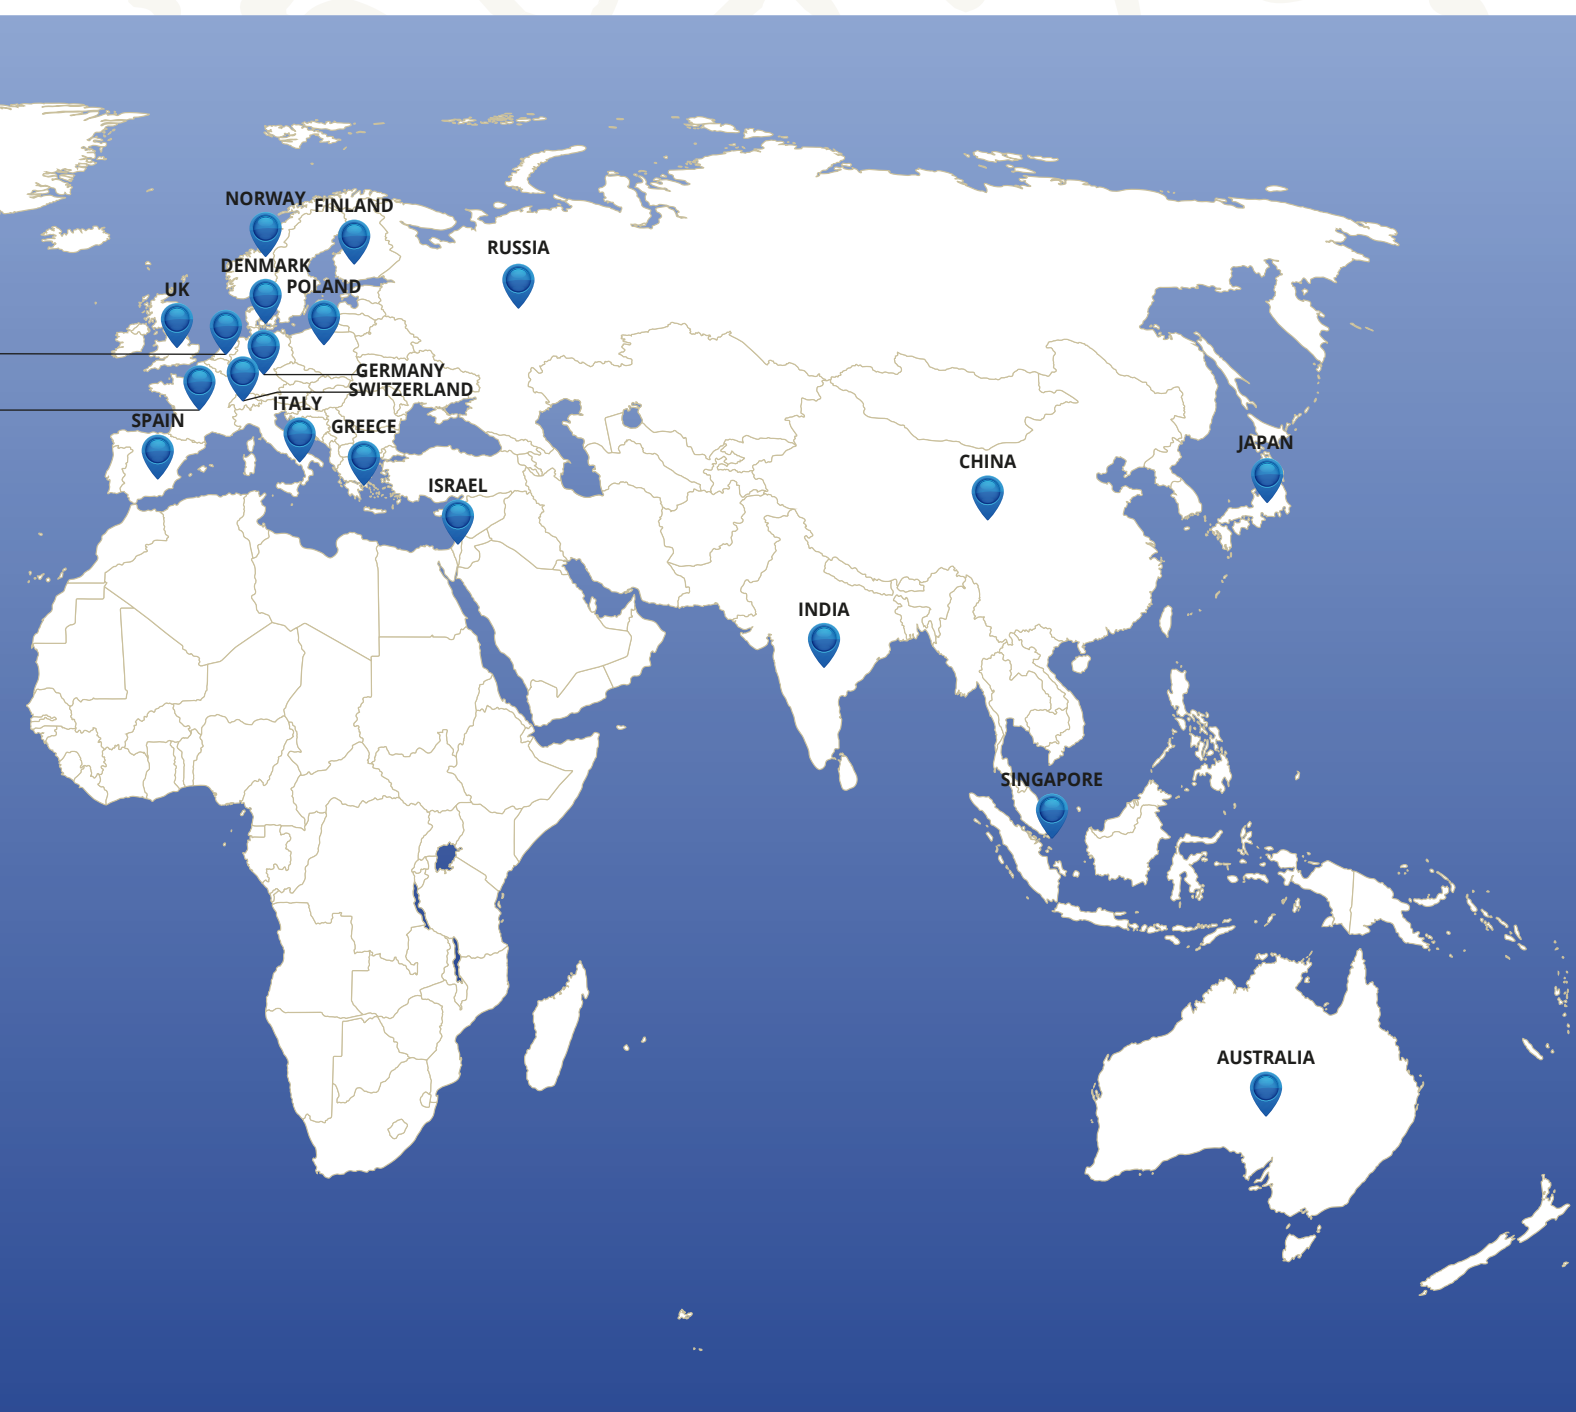 NORWAY
FINLAND
RUSSIA
DENMARK
POLAND
UK
GERMANY
SWITZERLAND
ITALY
SPAIN
GREECE
JAPAN
CHINA
ISRAEL
INDIA
SINGAPORE
AUSTRALIA